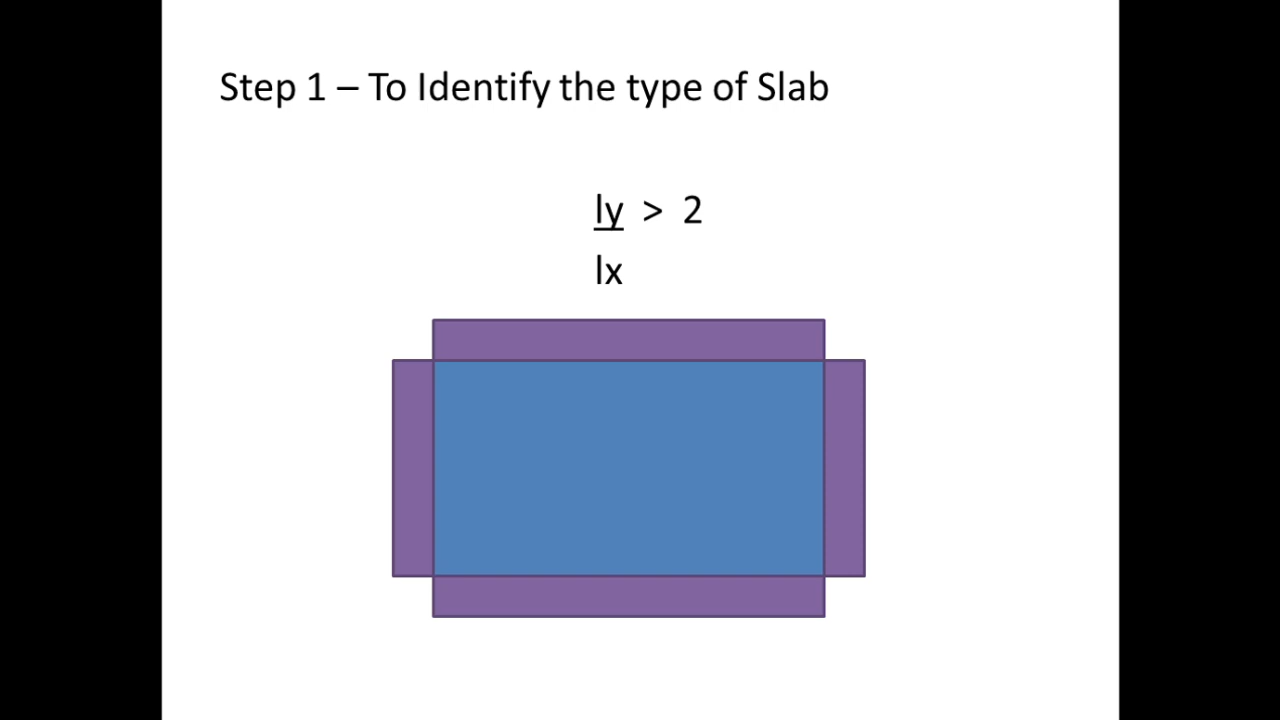 Step 1 – To Identify the type of Slab
ly > 2
lx